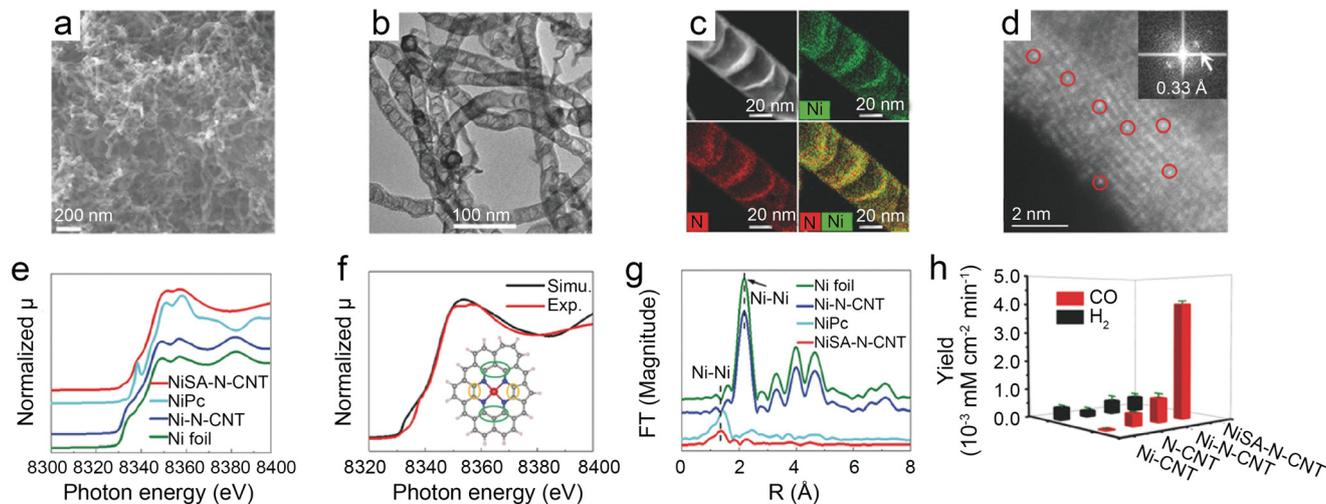 a
200 nm
b
100 nm
c
20 nm
Ni
20 nm
N
20 nm
N Ni
20 nm
d
0.33 Å
2 nm
e
Normalized μ
NiSA-N-CNT
NiPc
Ni-N-CNT
Ni foil
8300 8320 8340 8360 8380 8400
Photon energy (eV)
f
Normalized μ
Simu.
Exp.
8320 8340 8360 8380 8400
Photon energy (eV)
g
FT (Magnitude)
Ni-Ni
Ni-Ni
Ni foil
Ni-N-CNT
NiPc
NiSA-N-CNT
0 2 4 6 8
R (Å)
h
Yield
(10⁻³ mM cm⁻² min⁻¹)
5.0
4.0
3.0
2.0
1.0
0.0
CO
H₂
Ni-CNT
N-CNT
Ni-N-CNT
NiSA-N-CNT